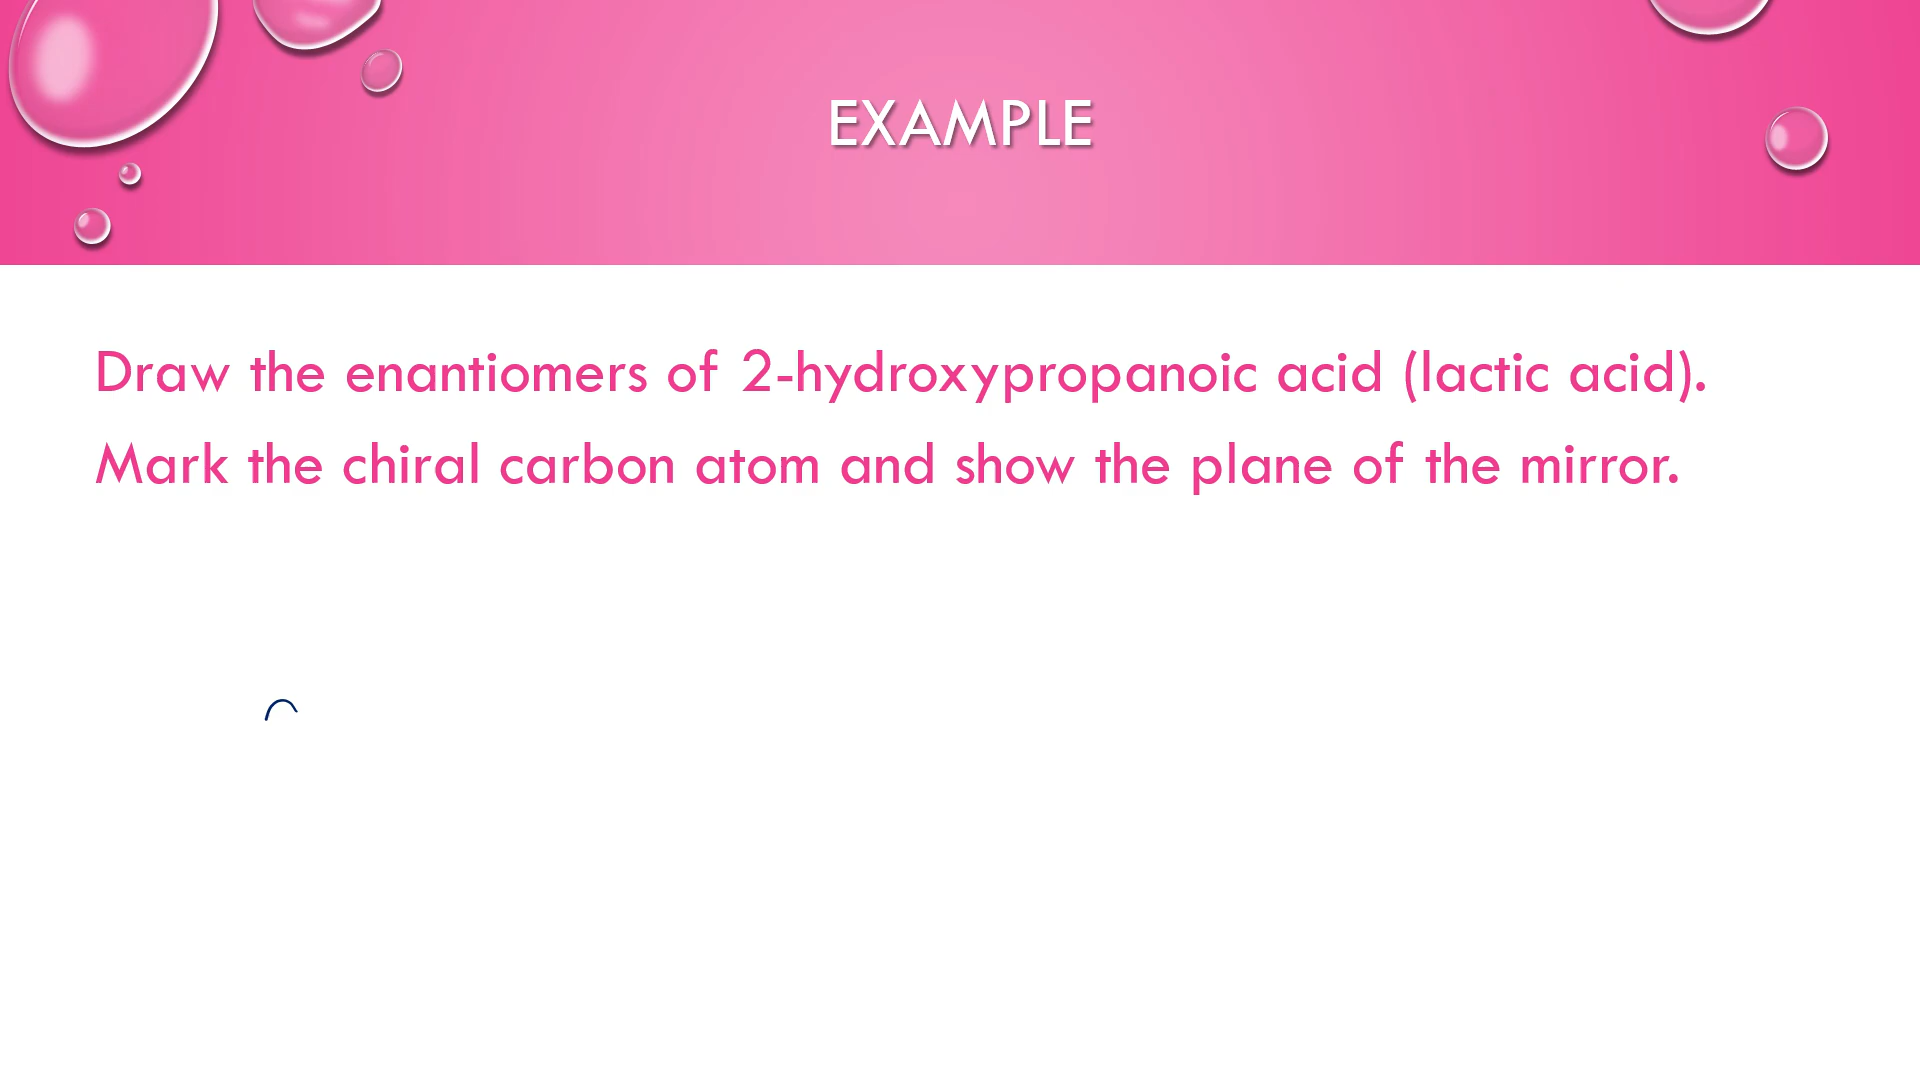 EXAMPLE
Draw the enantiomers of 2-hydroxypropanoic acid (lactic acid).
Mark the chiral carbon atom and show the plane of the mirror.